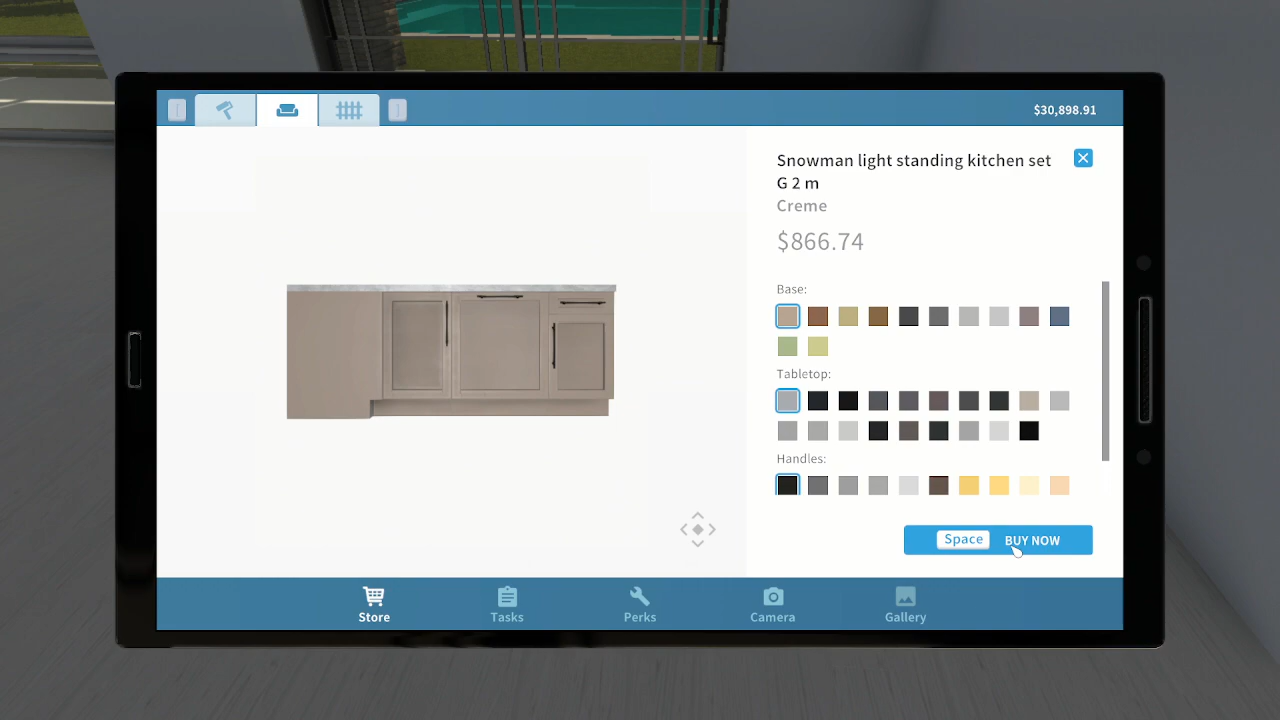 $30,898.91
Snowman light standing kitchen set
G 2 m
Creme
$866.74
Base:
Tabletop:
Handles:
Space BUY NOW
Store Tasks Perks Camera Gallery